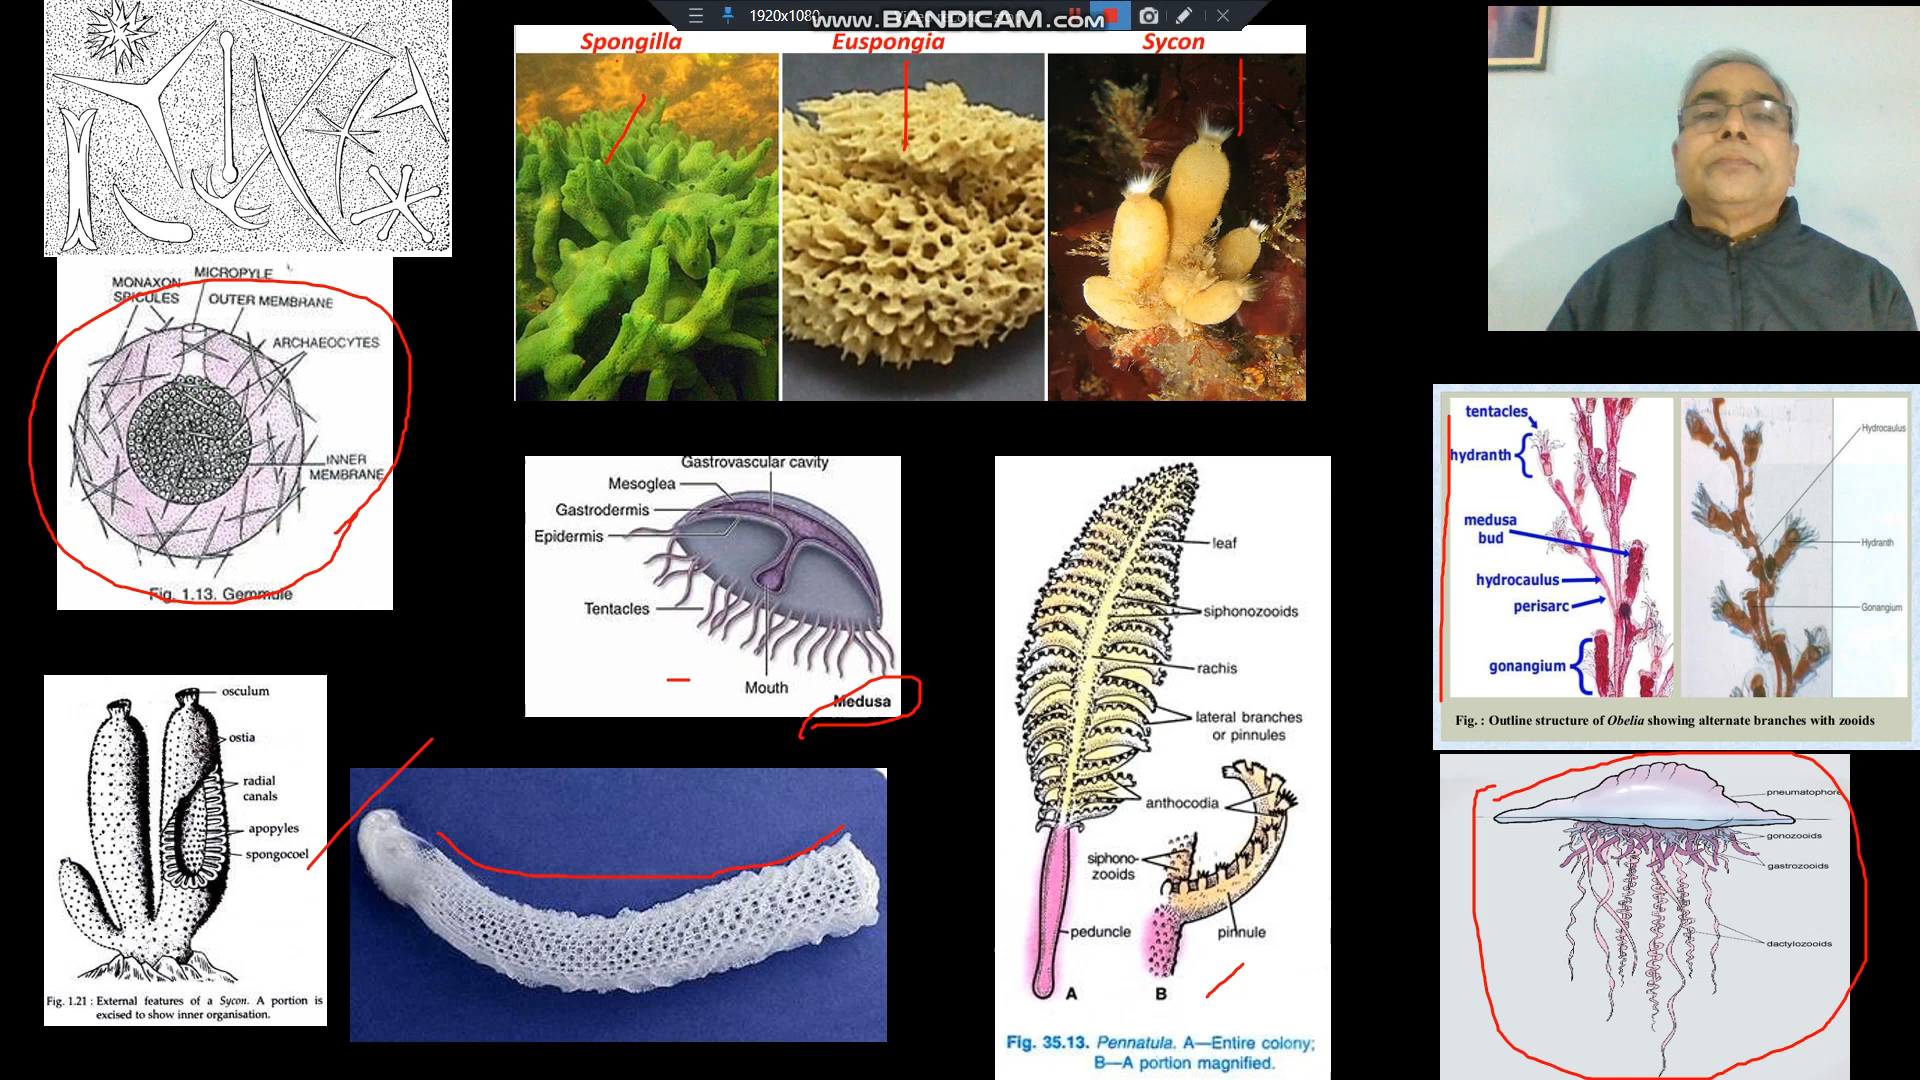 1920x1080
www.BANDICAM.com
Spongilla
Euspongia
Sycon
MICROPYLE
MONAXON
SPICULES
OUTER MEMBRANE
ARCHAEOCYTES
INNER
MEMBRANE
Fig. 1.13. Gemmule
Gastrovascular cavity
Mesoglea
Gastrodermis
Epidermis
Tentacles
Mouth
Medusa
leaf
siphonozooids
rachis
lateral branches
or pinnules
anthocodia
siphono-
zooids
peduncle
pinnule
A
B
Fig. 35.13. Pennatula. A—Entire colony;
B—A portion magnified.
tentacles
hydranth
medusa
bud
hydrocaulus
perisarc
gonangium
Hydrocaulus
Hydranth
Gonangium
Fig. : Outline structure of Obelia showing alternate branches with zooids
pneumatophore
gonozooids
gastrozooids
dactylozooids
osculum
ostia
radial
canals
apopyles
spongocoel
Fig. 1.21 : External features of a Sycon. A portion is
excised to show inner organisation.